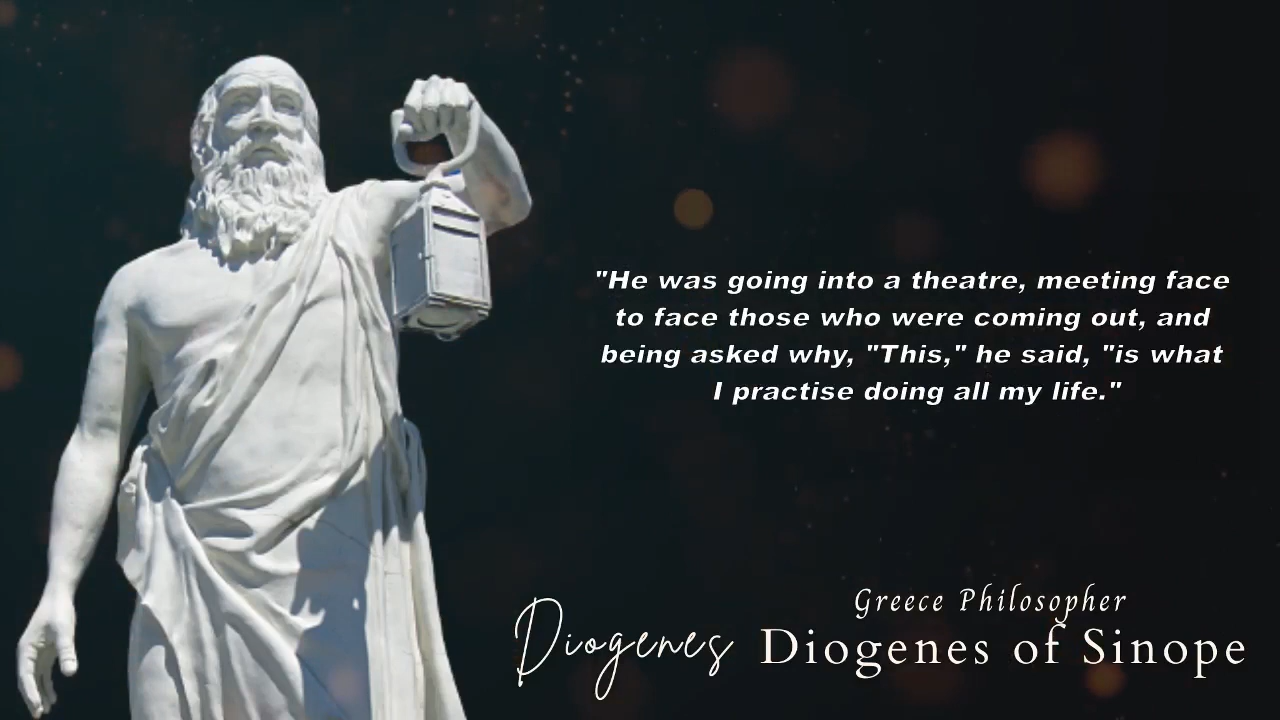 "He was going into a theatre, meeting face
to face those who were coming out, and
being asked why, "This," he said, "is what
I practise doing all my life."
Greece Philosopher
Diogenes
Diogenes of Sinope